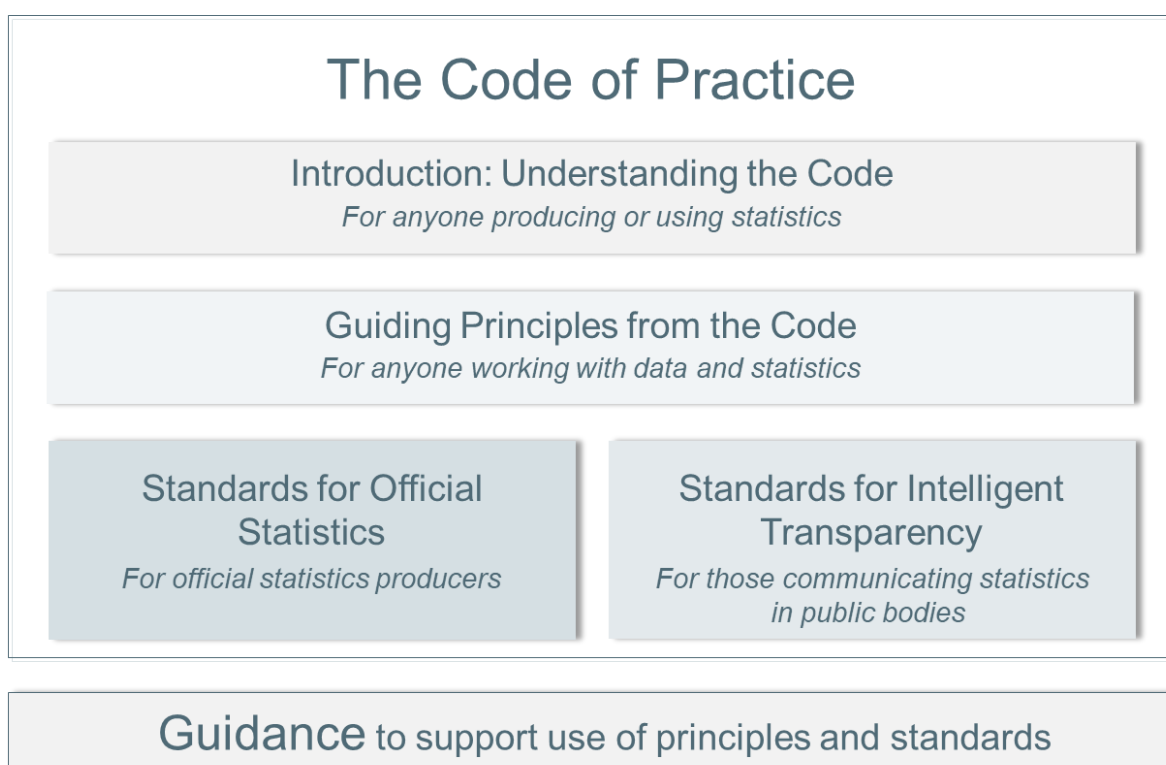 The Code of Practice
Introduction: Understanding the Code
For anyone producing or using statistics
Guiding Principles from the Code
For anyone working with data and statistics
Standards for Official
Statistics
For official statistics producers
Standards for Intelligent
Transparency
For those communicating statistics
in public bodies
Guidance to support use of principles and standards